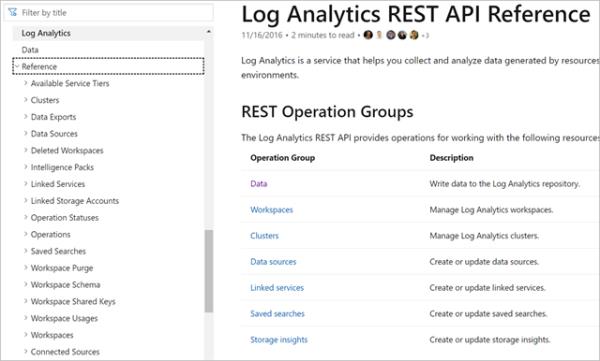 Filter by title
Log Analytics
Data
Reference
Available Service Tiers
Clusters
Data Exports
Data Sources
Deleted Workspaces
Intelligence Packs
Linked Services
Linked Storage Accounts
Operation Statuses
Operations
Saved Searches
Workspace Purge
Workspace Schema
Workspace Shared Keys
Workspace Usages
Workspaces
Connected Sources
Log Analytics REST API Reference
11/16/2016 • 2 minutes to read • +3
Log Analytics is a service that helps you collect and analyze data generated by resources
environments.
REST Operation Groups
The Log Analytics REST API provides operations for working with the following resources
Operation Group Description
Data Write data to the Log Analytics repository.
Workspaces Manage Log Analytics workspaces.
Clusters Manage Log Analytics clusters.
Data sources Create or update data sources.
Linked services Create or update linked services.
Saved searches Create or update saved searches.
Storage insights Create or update storage insights.